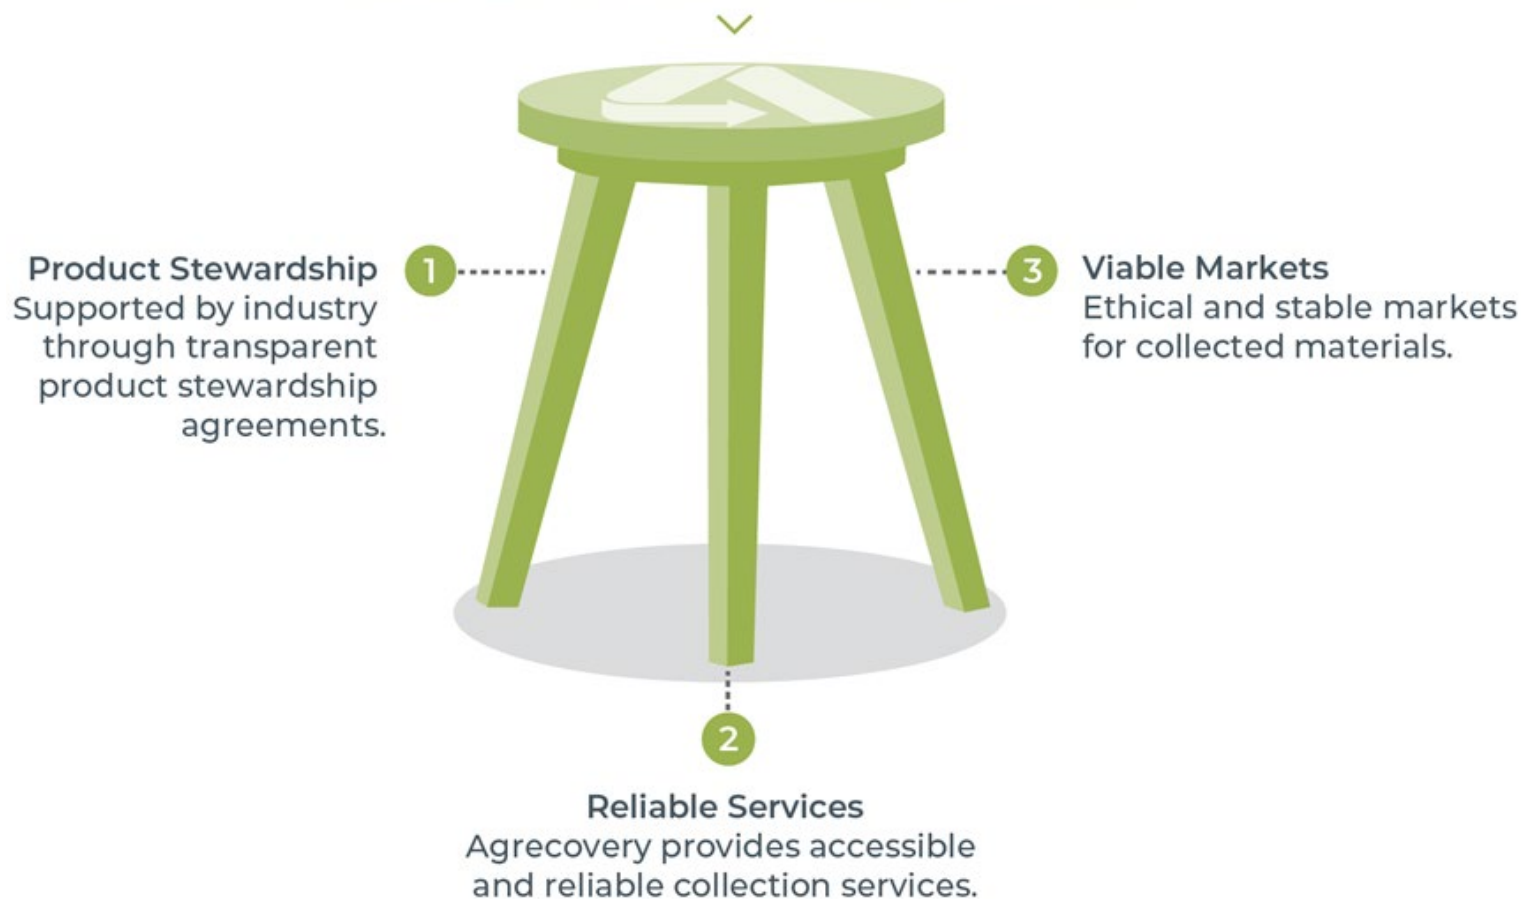 Product Stewardship
Supported by industry
through transparent
product stewardship
agreements.
1
3
Viable Markets
Ethical and stable markets
for collected materials.
2
Reliable Services
Agrecovery provides accessible
and reliable collection services.